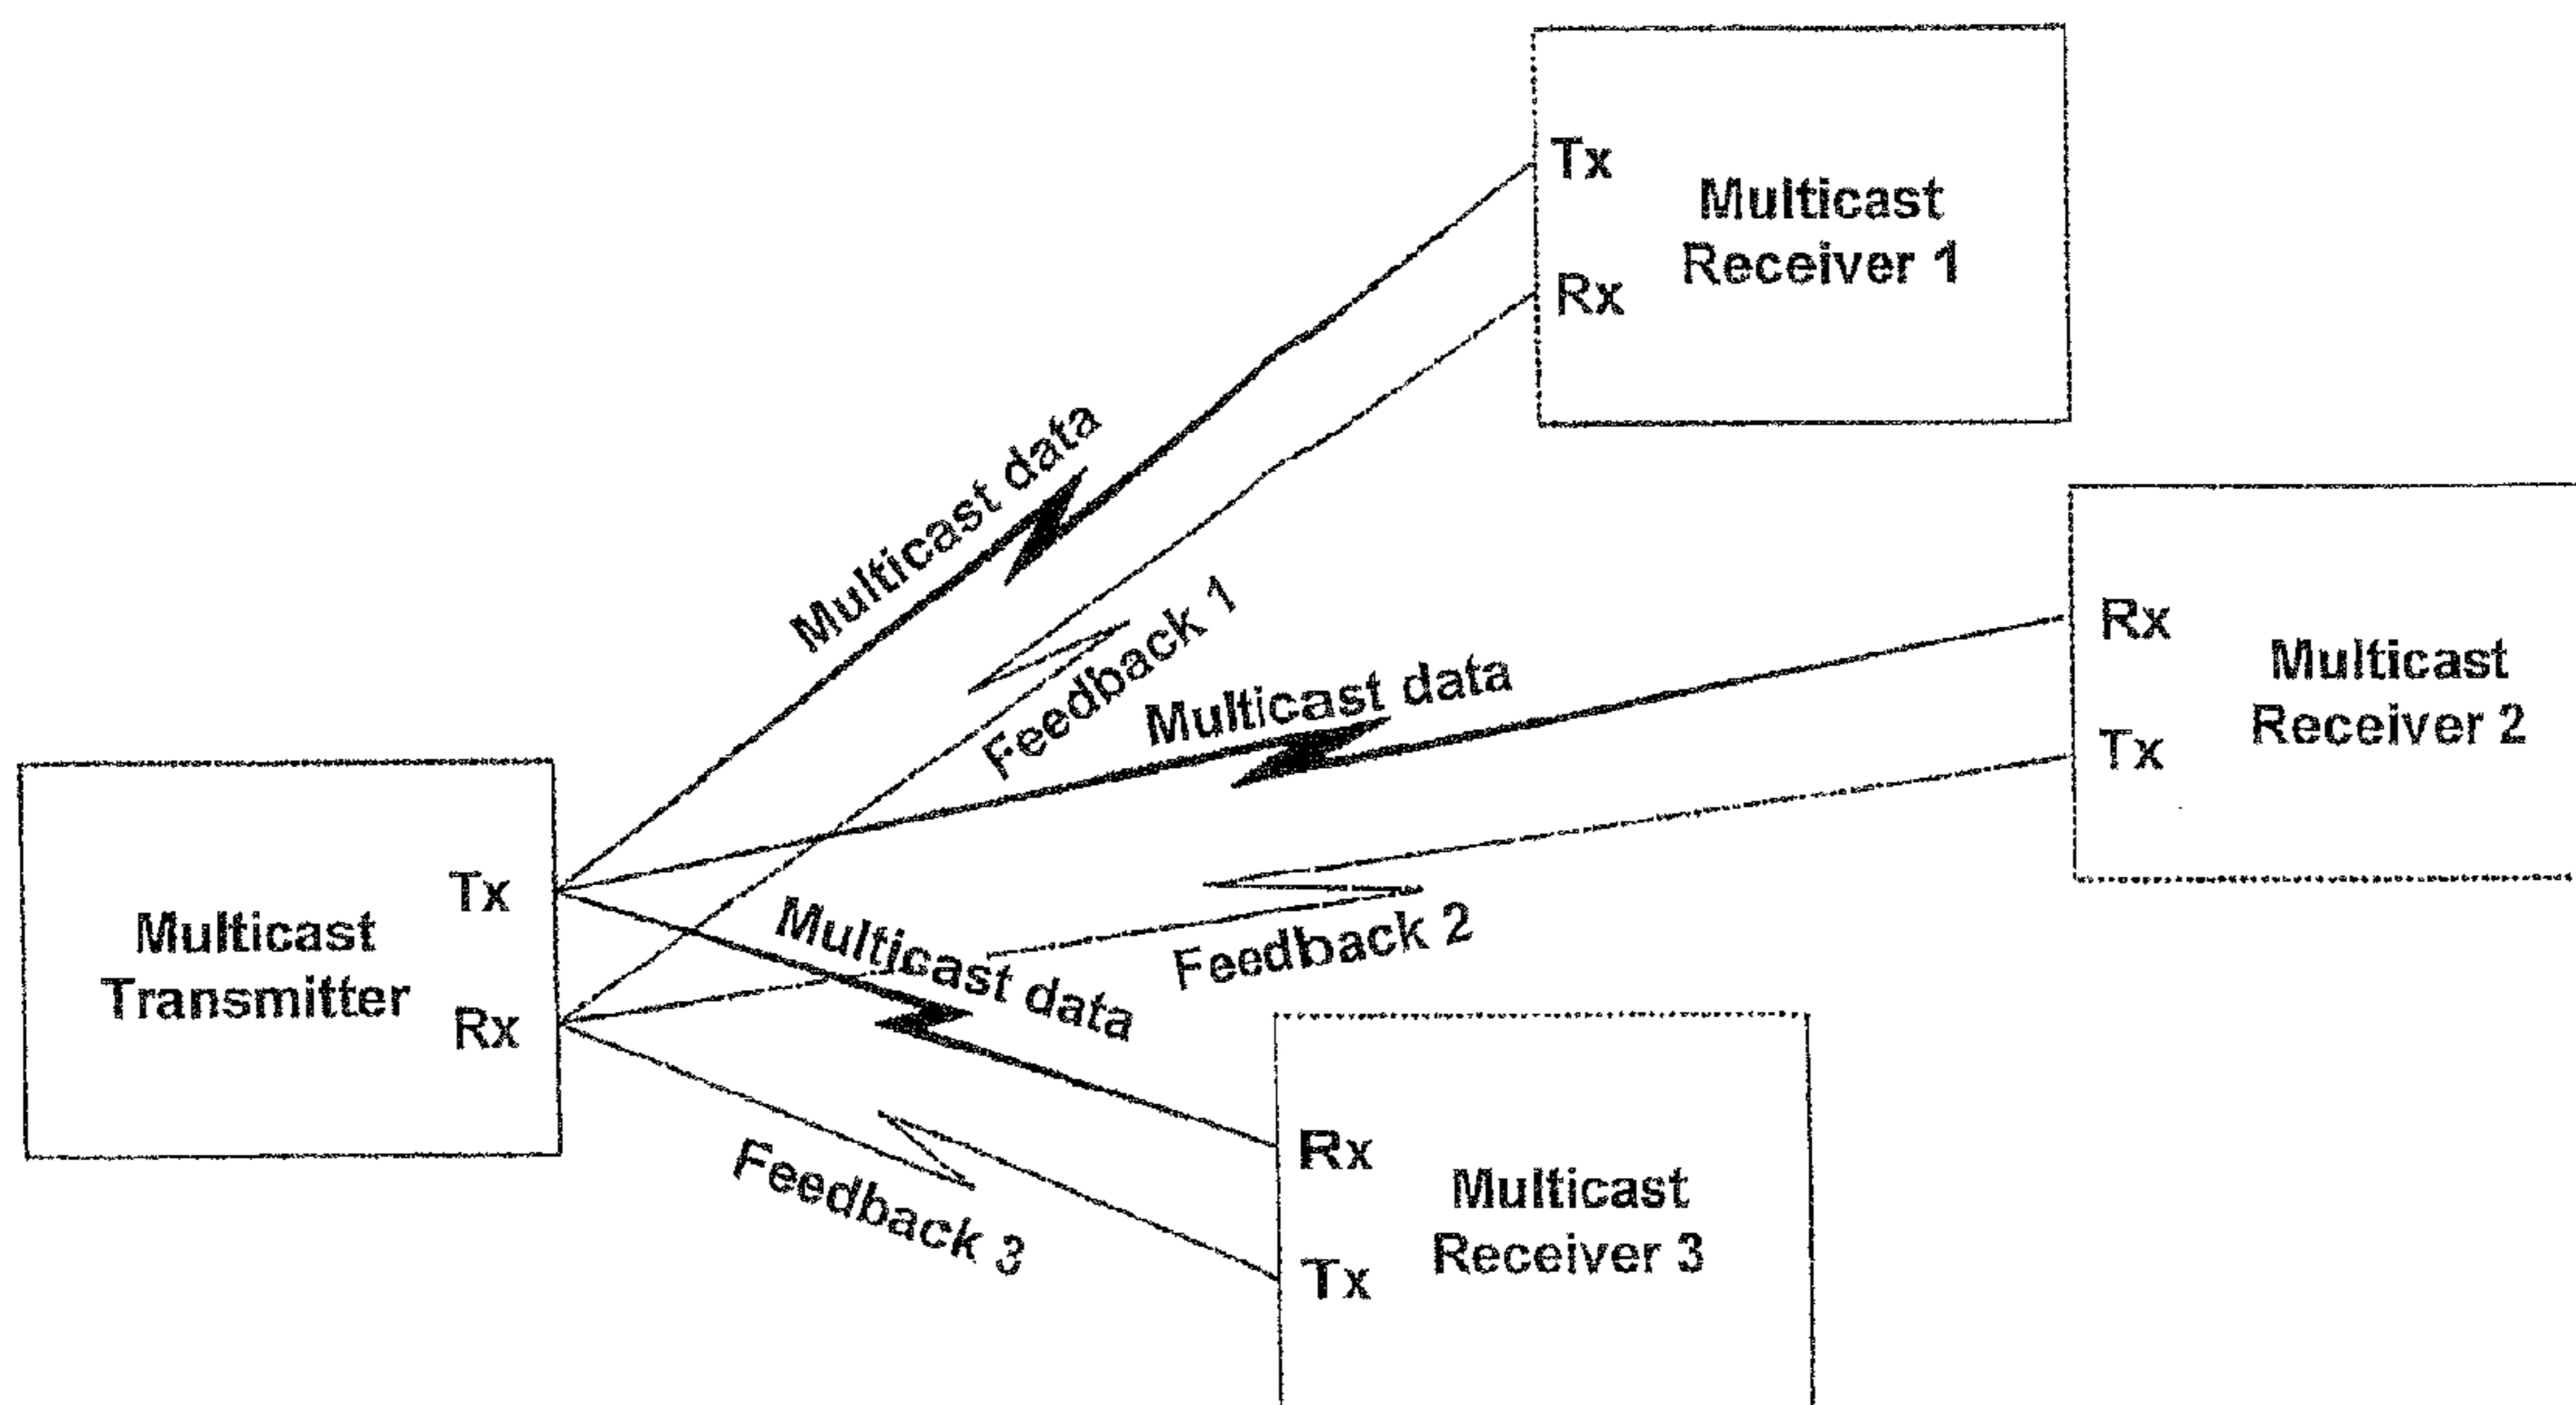 Tx
Multicast
Receiver 1
Rx
Multicast data
Feedback 1
Rx
Multicast
Receiver 2
Tx
Multicast data
Tx
Multicast
Transmitter
Rx
Multicast data
Feedback 2
Feedback 3
Rx
Multicast
Receiver 3
Tx